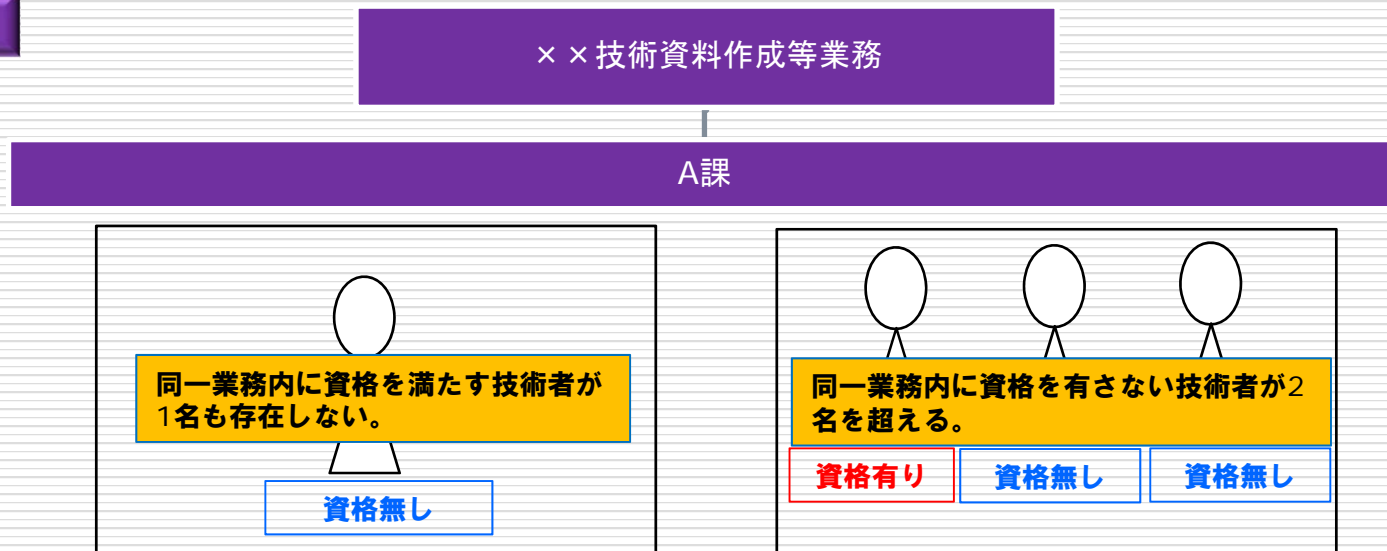 ××技術資料作成等業務
A課
同一業務内に資格を満たす技術者が
1名も存在しない。
資格無し
同一業務内に資格を有さない技術者が2
名を超える。
資格有り
資格無し
資格無し